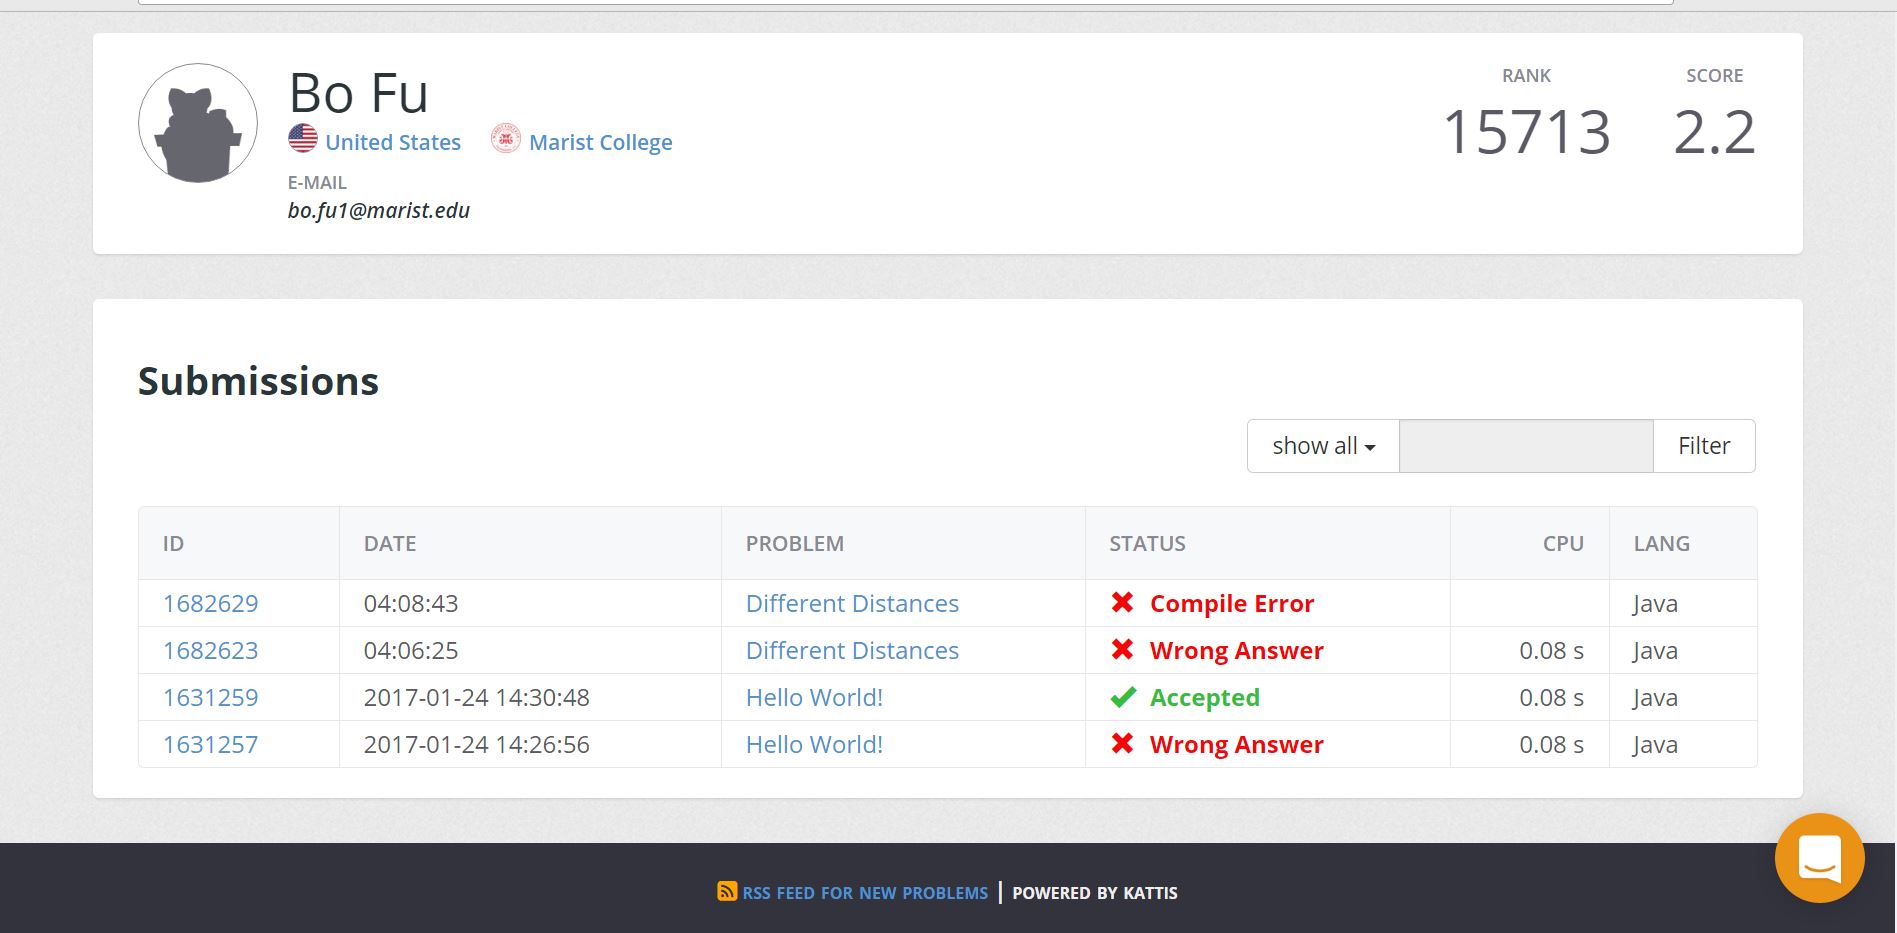 Bo Fu
United States Marist College
E-MAIL
bo.fu1@marist.edu
RANK SCORE
15713 2.2
Submissions
show all Filter
ID DATE PROBLEM STATUS CPU LANG
1682629 04:08:43 Different Distances Compile Error Java
1682623 04:06:25 Different Distances Wrong Answer 0.08 s Java
1631259 2017-01-24 14:30:48 Hello World! Accepted 0.08 s Java
1631257 2017-01-24 14:26:56 Hello World! Wrong Answer 0.08 s Java
RSS FEED FOR NEW PROBLEMS | POWERED BY KATTIS